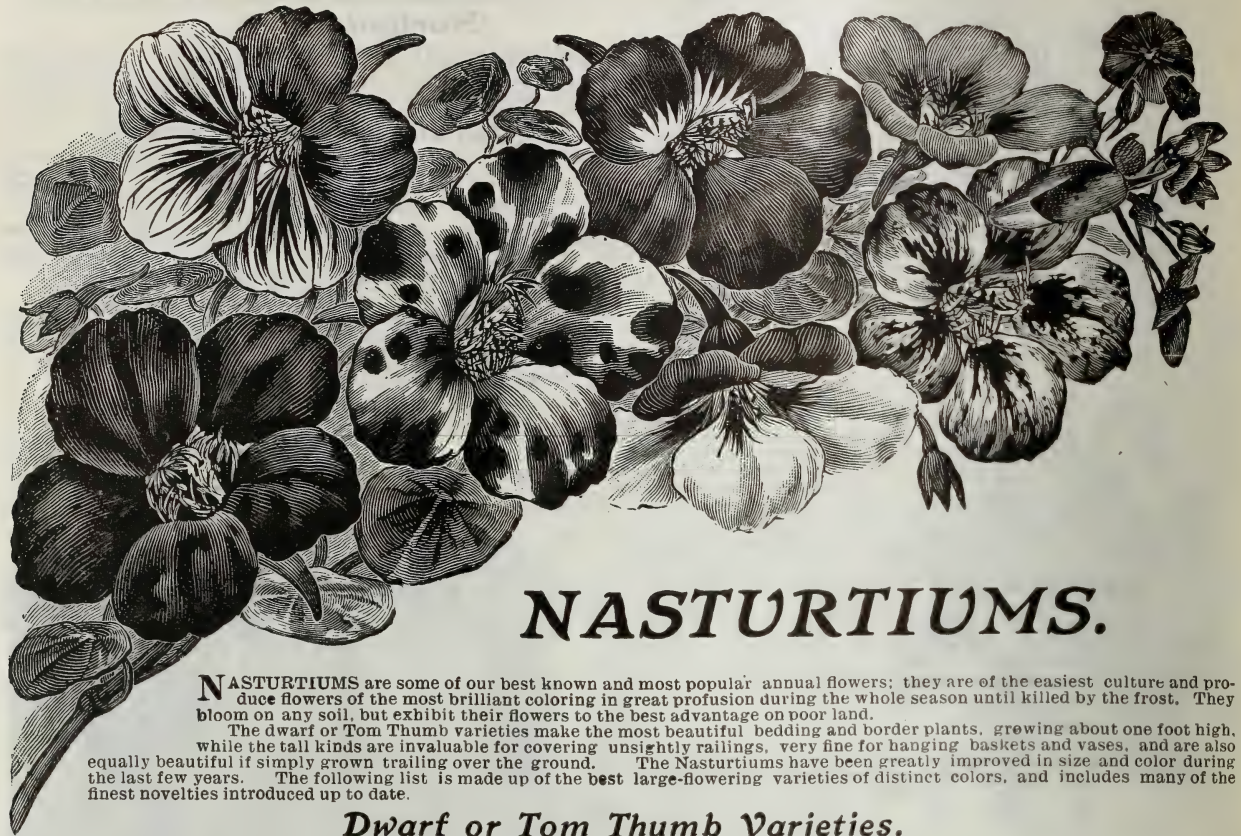 NASTURTIUMS.
NASTURTIUMS are some of our best known and most popular annual flowers; they are of the easiest culture and pro-
duce flowers of the most brilliant coloring in great profusion during the whole season until killed by the frost. They
bloom on any soil, but exhibit their flowers to the best advantage on poor land.
The dwarf or Tom Thumb varieties make the most beautiful bedding and border plants, growing about one foot high,
while the tall kinds are invaluable for covering unsightly railings, very fine for hanging baskets and vases, and are also
equally beautiful if simply grown trailing over the ground. The Nasturtiums have been greatly improved in size and color during
the last few years. The following list is made up of the best large-flowering varieties of distinct colors, and includes many of the
finest novelties introduced up to date.
Dwarf or Tom Thumb Varieties.